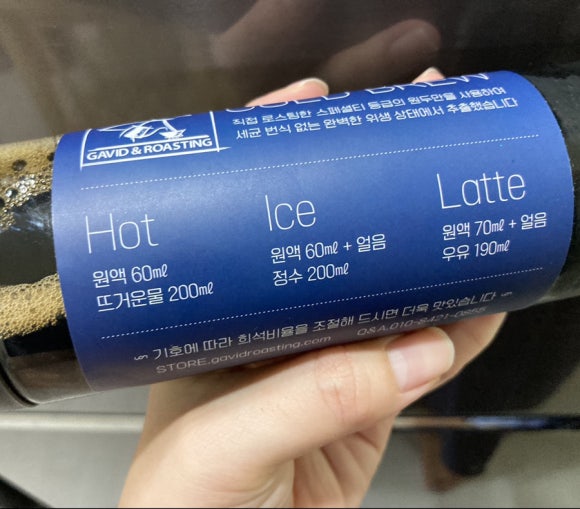 COLD BREW
직접 로스팅한 스페셜티 등급의 원두만을 사용하여
세균 번식 없는 완벽한 위생 상태에서 추출했습니다
GAVID & ROASTING
Hot
원액 60㎖
뜨거운물 200㎖
Ice
원액 60㎖ + 얼음
정수 200㎖
Latte
원액 70㎖ + 얼음
우유 190㎖
기호에 따라 희석비율을 조절해 드시면 더욱 맛있습니다
STORE.gavidroasting.com Q&A.010-8421-0855